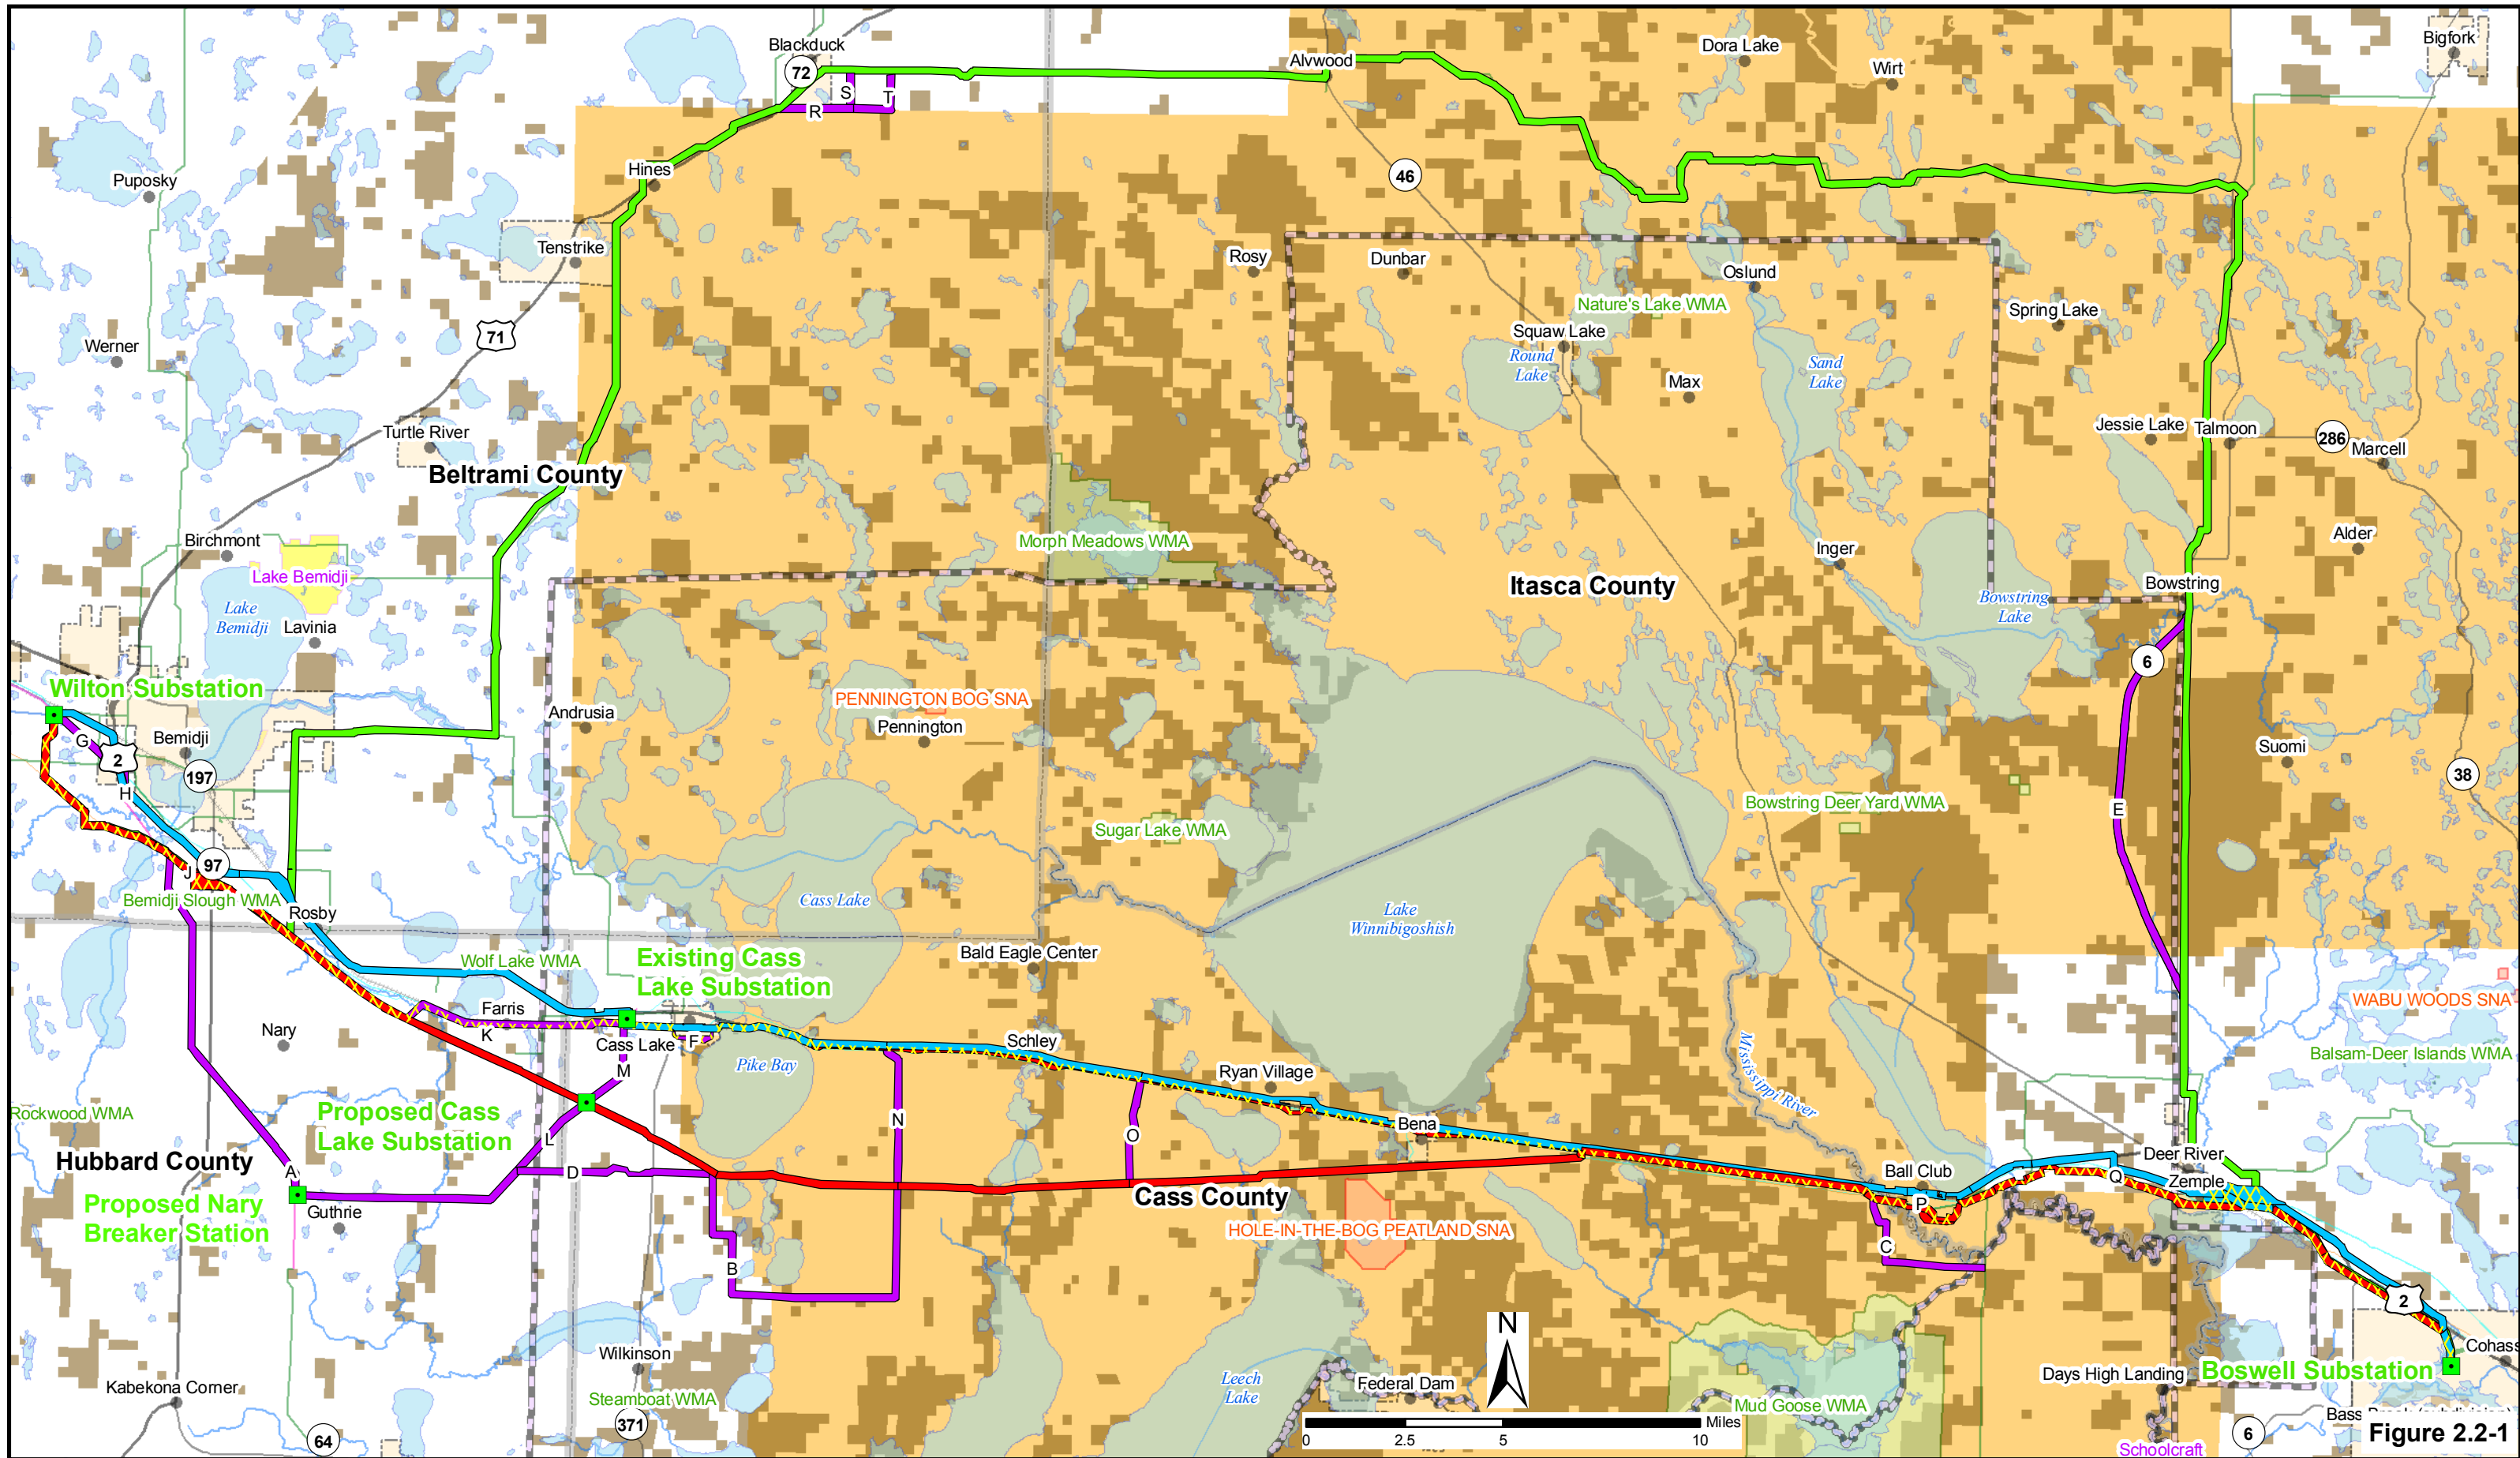 Blackduck
72
S
T
R
Alvwood
Dora Lake
Wirt
Bigfork
Puposky
Hines
46
Tenstrike
Rosy
Dunbar
Oslund
Nature's Lake WMA
Spring Lake
71
Werner
Squaw Lake
Round
Lake
Sand
Lake
Max
Turtle River
Jessie Lake
Talmoon
286
Marcell
Beltrami County
Birchmont
Morph Meadows WMA
Inger
Alder
Lake Bemidji
Itasca County
Bowstring
Lake
Bemidji
Lavinia
Bowstring
Lake
6
Wilton Substation
PENNINGTON BOG SNA
Andrusia
Pennington
G
Bemidji
2
197
Suomi
38
H
Sugar Lake WMA
Bowstring Deer Yard WMA
E
97
J
Bemidji Slough WMA
Rosby
Cass Lake
Lake
Winnibigoshish
Wolf Lake WMA
Existing Cass
Lake Substation
Bald Eagle Center
WABU WOODS SNA
Farris
K
Nary
Cass Lake
F
Schley
Pike Bay
M
Ryan Village
Mississippi River
Balsam-Deer Islands WMA
Rockwood WMA
Proposed Cass
Lake Substation
N
O
Bena
L
Hubbard County
A
D
Ball Club
Deer River
Q
Zemple
Proposed Nary
Breaker Station
Guthrie
Cass County
P
HOLE-IN-THE-BOG PEATLAND SNA
C
B
2
N
Wilkinson
Kabekona Corner
Steamboat WMA
371
64
Leech
Lake
Federal Dam
Mud Goose WMA
Days High Landing
Boswell Substation
Cohass
Miles
0
2.5
5
10
Schoolcraft
6
Bass
Figure 2.2-1